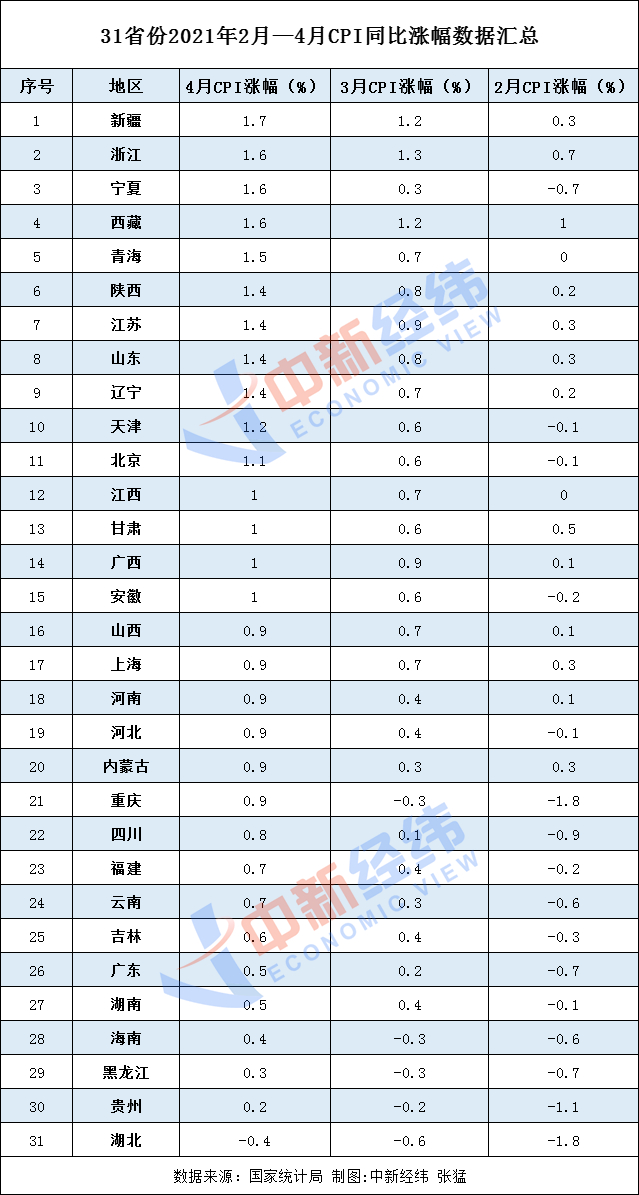 31省份2021年2月—4月CPI同比涨幅数据汇总
序号 地区 4月CPI涨幅（%） 3月CPI涨幅（%） 2月CPI涨幅（%）
1 新疆 1.7 1.2 0.3
2 浙江 1.6 1.3 0.7
3 宁夏 1.6 0.3 -0.7
4 西藏 1.6 1.2 1
5 青海 1.5 0.7 0
6 陕西 1.4 0.8 0.2
7 江苏 1.4 0.9 0.3
8 山东 1.4 0.8 0.3
9 辽宁 1.4 0.7 0.2
10 天津 1.2 0.6 -0.1
11 北京 1.1 0.6 -0.1
12 江西 1 0.7 0
13 甘肃 1 0.6 0.5
14 广西 1 0.9 0.1
15 安徽 1 0.6 -0.2
16 山西 0.9 0.7 0.1
17 上海 0.9 0.7 0.3
18 河南 0.9 0.4 0.1
19 河北 0.9 0.4 -0.1
20 内蒙古 0.9 0.3 0.3
21 重庆 0.9 -0.3 -1.8
22 四川 0.8 0.1 -0.9
23 福建 0.7 0.4 -0.2
24 云南 0.7 0.3 -0.6
25 吉林 0.6 0.4 -0.3
26 广东 0.5 0.2 -0.7
27 湖南 0.5 0.4 -0.1
28 海南 0.4 -0.3 -0.6
29 黑龙江 0.3 -0.3 -0.7
30 贵州 0.2 -0.2 -1.1
31 湖北 -0.4 -0.6 -1.8
数据来源：国家统计局 制图:中新经纬 张猛
中新经纬
ECONOMIC VIEW
中新经纬
ECONOMIC VIEW